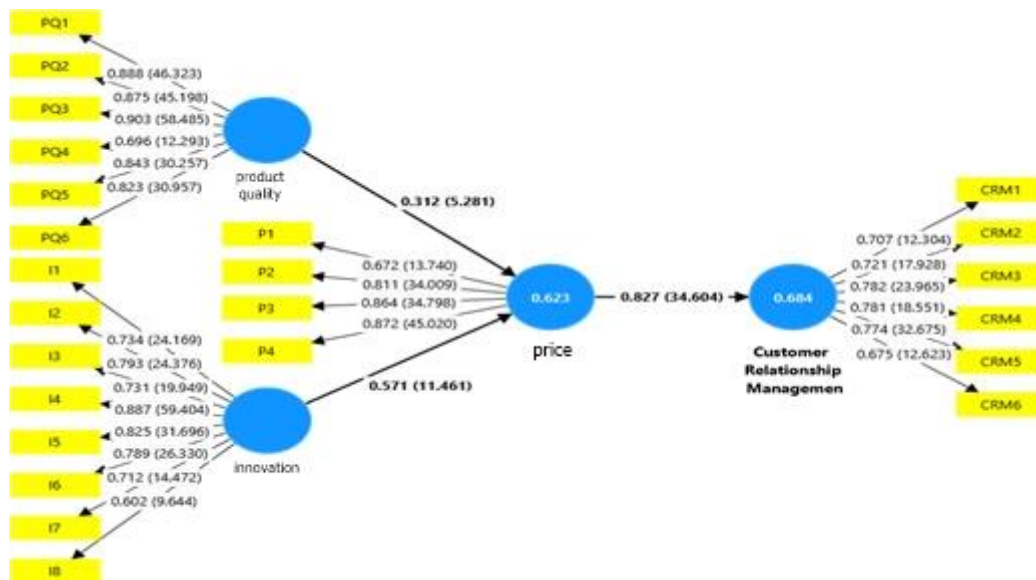 PQ1
PQ2
PQ3
PQ4
PQ5
PQ6
0.888 (46.323)
0.875 (45.198)
0.903 (58.485)
0.696 (12.293)
0.843 (30.257)
0.823 (30.957)
product
quality
0.312 (5.281)
P1
P2
P3
P4
0.672 (13.740)
0.811 (34.009)
0.864 (34.798)
0.872 (45.020)
0.623
price
0.827 (34.604)
0.684
Customer
Relationship
Managemen
0.707 (12.304)
0.721 (17.928)
0.782 (23.965)
0.781 (18.551)
0.774 (32.675)
0.675 (12.623)
CRM1
CRM2
CRM3
CRM4
CRM5
CRM6
I1
I2
I3
I4
I5
I6
I7
I8
0.734 (24.169)
0.793 (24.376)
0.731 (19.949)
0.887 (59.404)
0.825 (31.696)
0.789 (26.330)
0.712 (14.472)
0.602 (9.644)
innovation
0.571 (11.461)